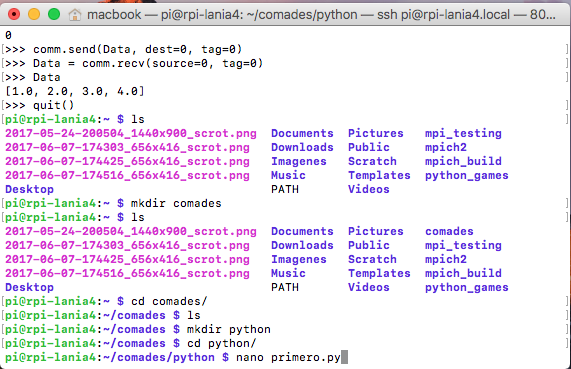 macbook — pi@rpi-lania4: ~/comades/python — ssh pi@rpi-lania4.local — 80...
0
[>>> comm.send(Data, dest=0, tag=0)
[>>> Data = comm.recv(source=0, tag=0)
[>>> Data
[1.0, 2.0, 3.0, 4.0]
[>>> quit()
[pi@rpi-lania4:~ $ ls
2017-05-24-200504_1440x900_scrot.png Documents Pictures mpi_testing
2017-06-07-174303_656x416_scrot.png Downloads Public mpich2
2017-06-07-174425_656x416_scrot.png Imagenes Scratch mpich_build
2017-06-07-174516_656x416_scrot.png Music Templates python_games
Desktop PATH Videos
[pi@rpi-lania4:~ $ mkdir comades
[pi@rpi-lania4:~ $ ls
2017-05-24-200504_1440x900_scrot.png Documents Pictures comades
2017-06-07-174303_656x416_scrot.png Downloads Public mpi_testing
2017-06-07-174425_656x416_scrot.png Imagenes Scratch mpich2
2017-06-07-174516_656x416_scrot.png Music Templates mpich_build
Desktop PATH Videos python_games
[pi@rpi-lania4:~ $ cd comades/
[pi@rpi-lania4:~/comades $ ls
[pi@rpi-lania4:~/comades $ mkdir python
[pi@rpi-lania4:~/comades $ cd python/
pi@rpi-lania4:~/comades/python $ nano primero.py